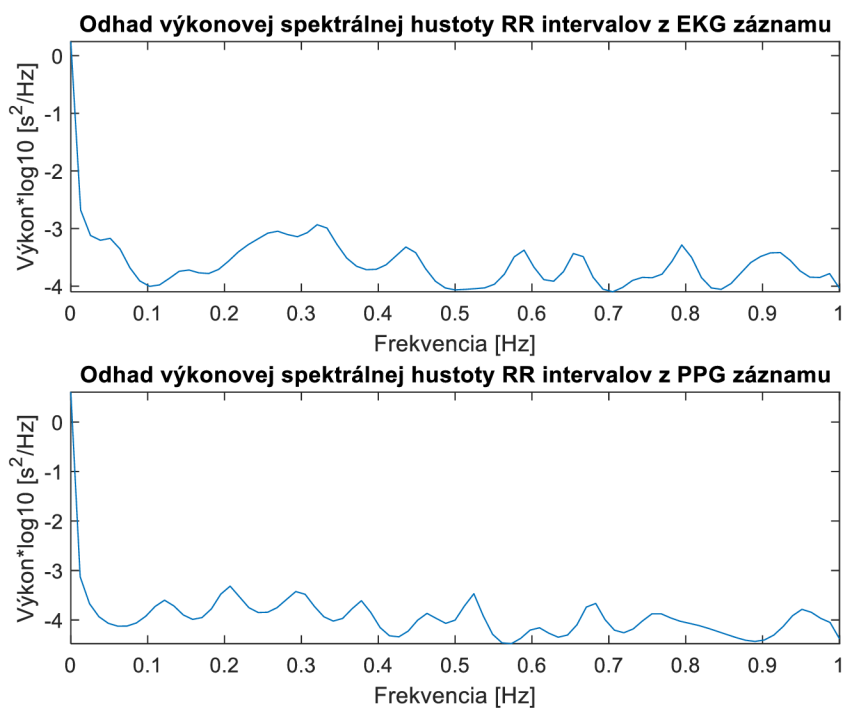 Odhad výkonovej spektrálnej hustoty RR intervalov z EKG záznamu
0
-1
-2
-3
-4
Výkon*log10 [s²/Hz]
0 0.1 0.2 0.3 0.4 0.5 0.6 0.7 0.8 0.9 1
Frekvencia [Hz]
Odhad výkonovej spektrálnej hustoty RR intervalov z PPG záznamu
0
-1
-2
-3
-4
Výkon*log10 [s²/Hz]
0 0.1 0.2 0.3 0.4 0.5 0.6 0.7 0.8 0.9 1
Frekvencia [Hz]